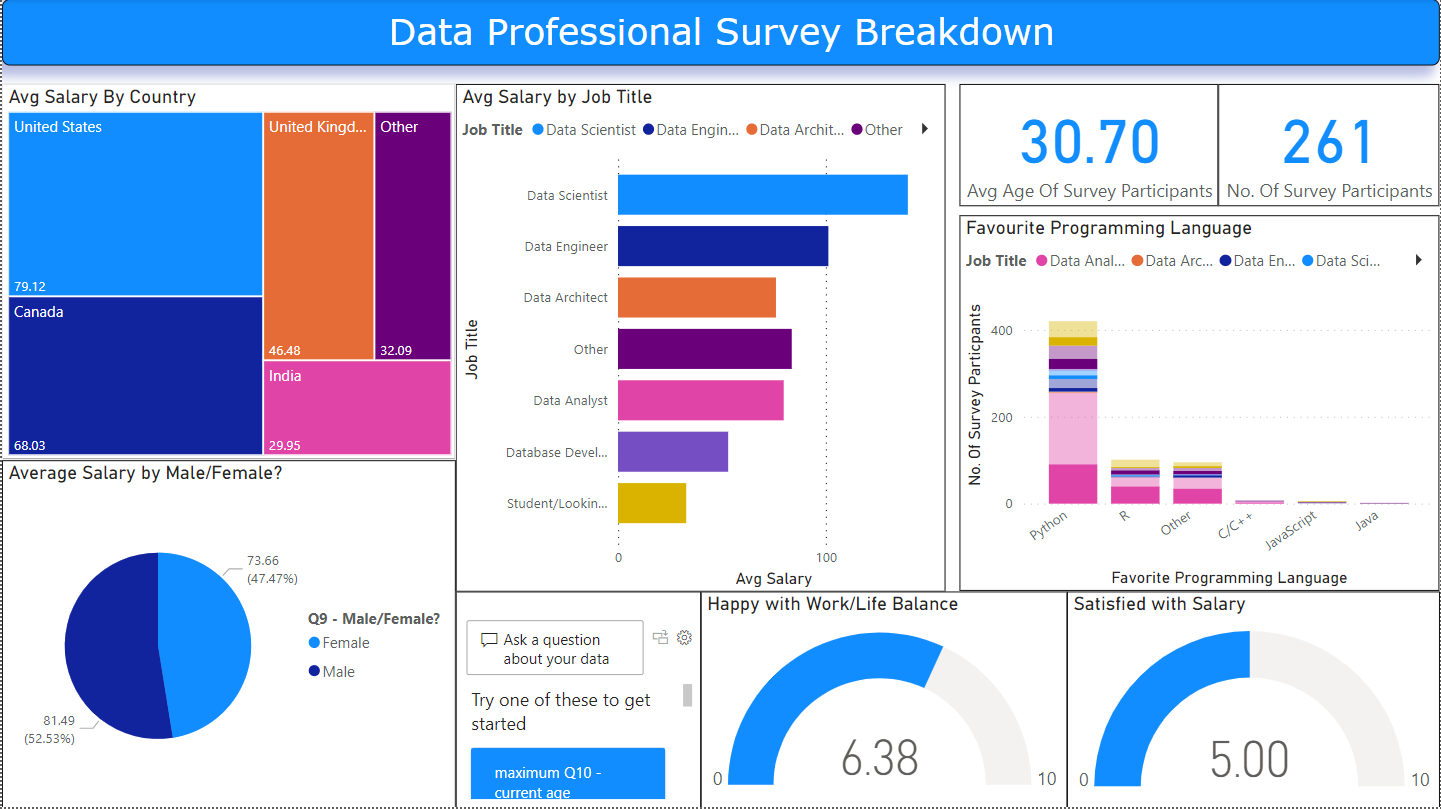 Data Professional Survey Breakdown
Avg Salary By Country
United States
79.12
Canada
68.03
United Kingd...
46.48
Other
32.09
India
29.95
Avg Salary by Job Title
Job Title
Data Scientist
Data Engin...
Data Archit...
Other
Job Title
Data Scientist
Data Engineer
Data Architect
Other
Data Analyst
Database Devel...
Student/Lookin...
0
100
Avg Salary
30.70
Avg Age Of Survey Participants
261
No. Of Survey Participants
Favourite Programming Language
Job Title
Data Anal...
Data Arc...
Data En...
Data Sci...
No. Of Survey Particpants
400
200
0
Python
R
Other
C/C++
JavaScript
Java
Favorite Programming Language
Average Salary by Male/Female?
73.66
(47.47%)
81.49
(52.53%)
Q9 - Male/Female?
Female
Male
Ask a question
about your data
Try one of these to get
started
maximum Q10 -
current age
Happy with Work/Life Balance
0
6.38
10
Satisfied with Salary
0
5.00
10